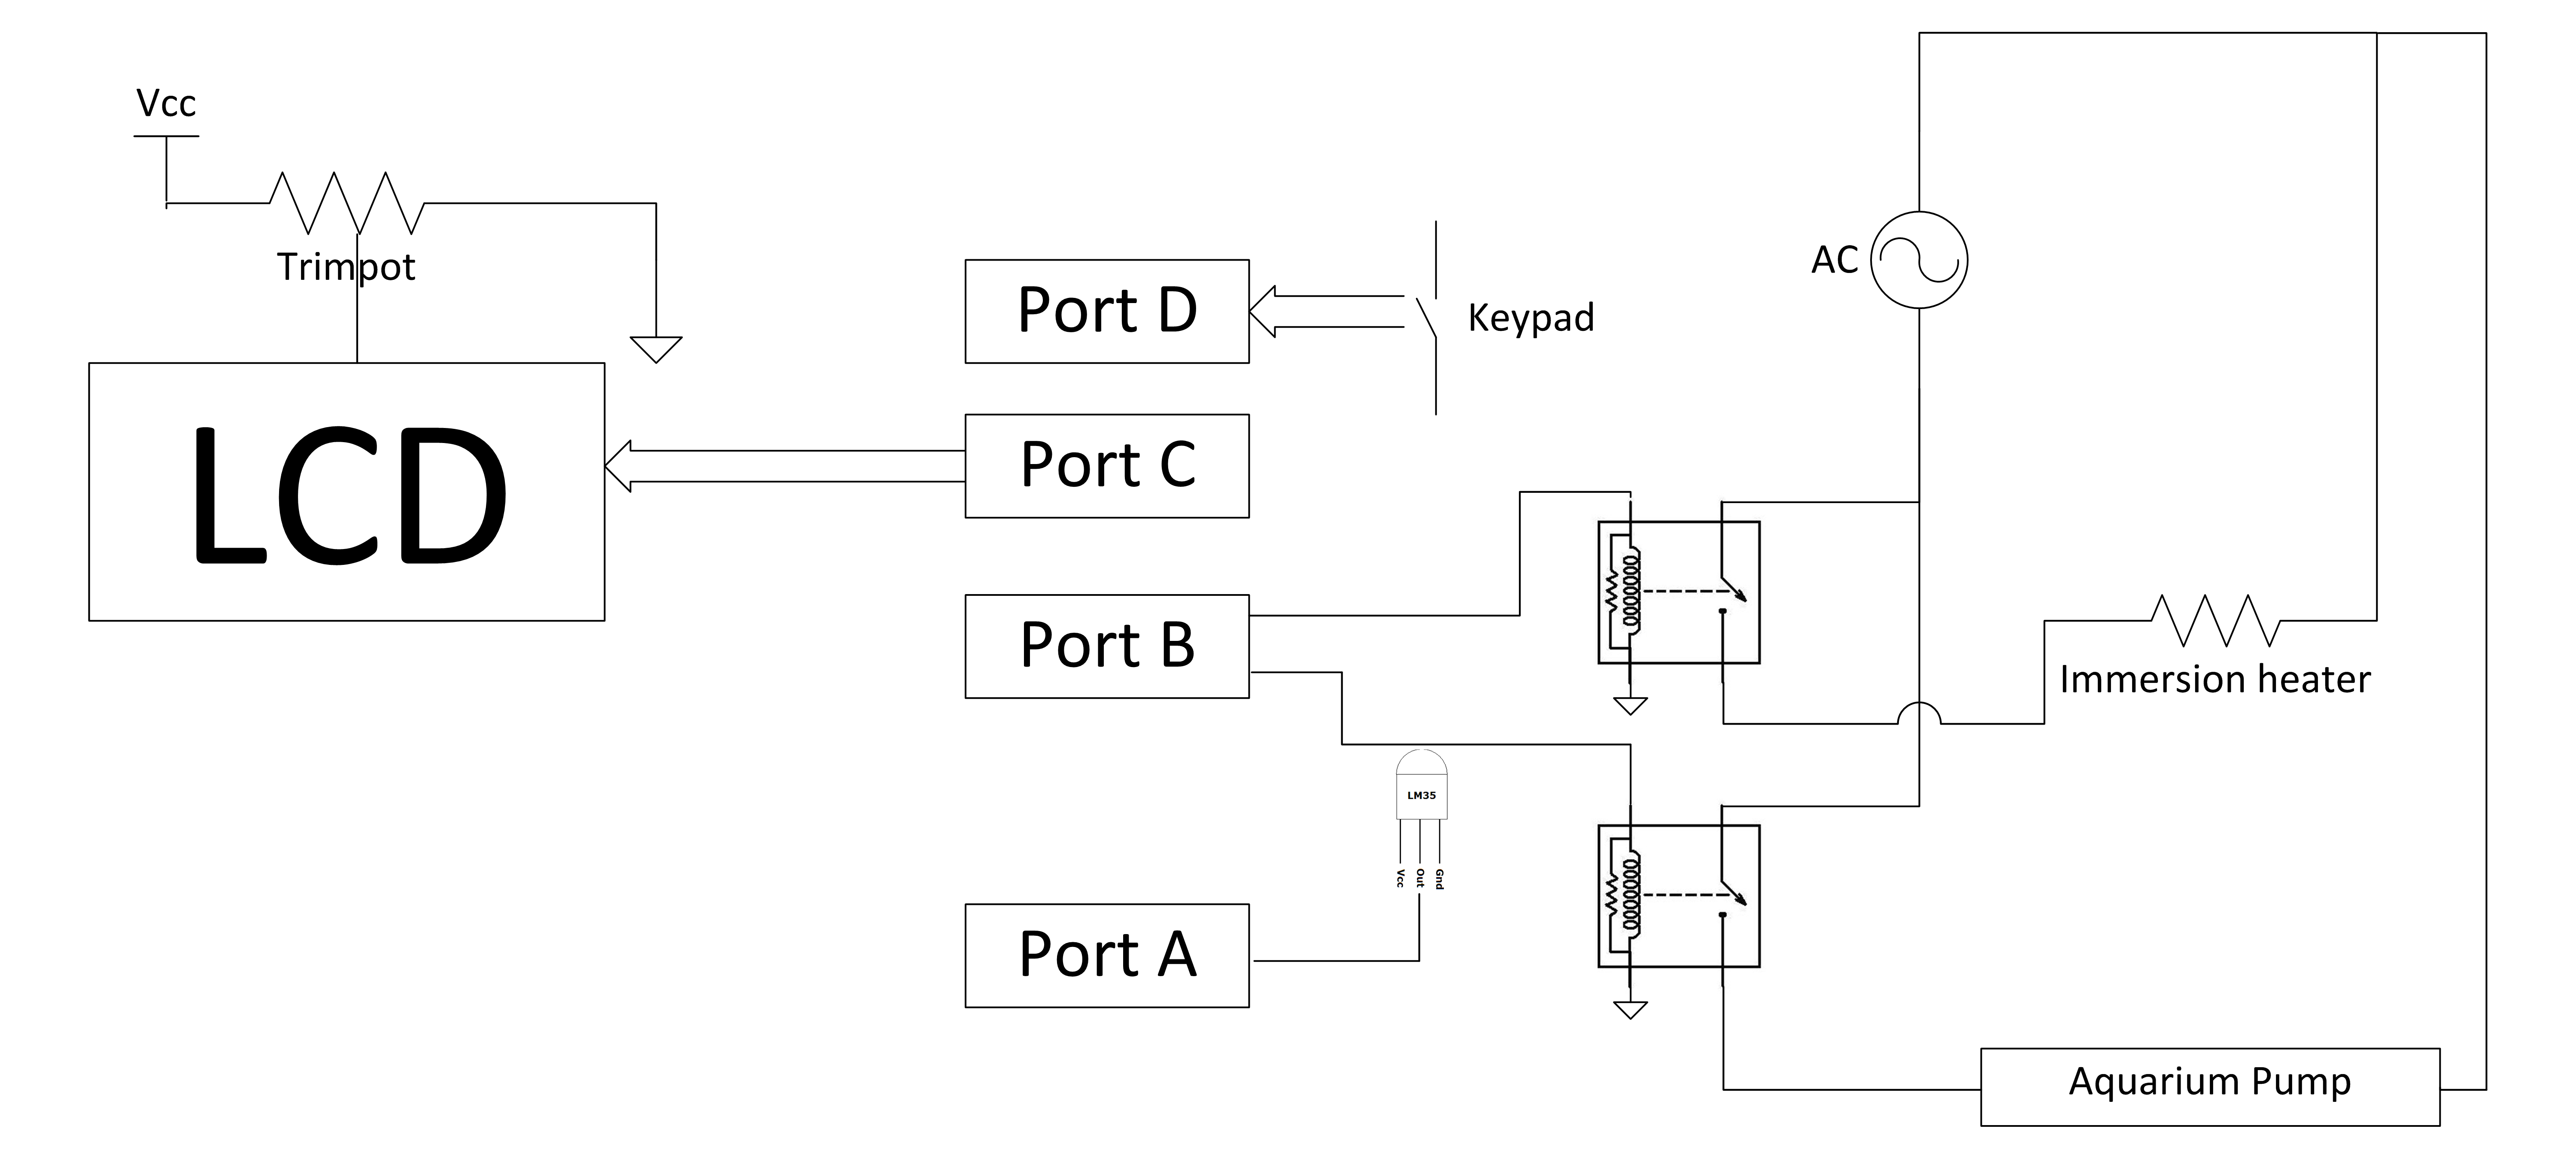 Vcc
Trimpot
LCD
Port D
Keypad
Port C
Port B
Port A
LM35
Vcc
Out
Gnd
AC
Immersion heater
Aquarium Pump